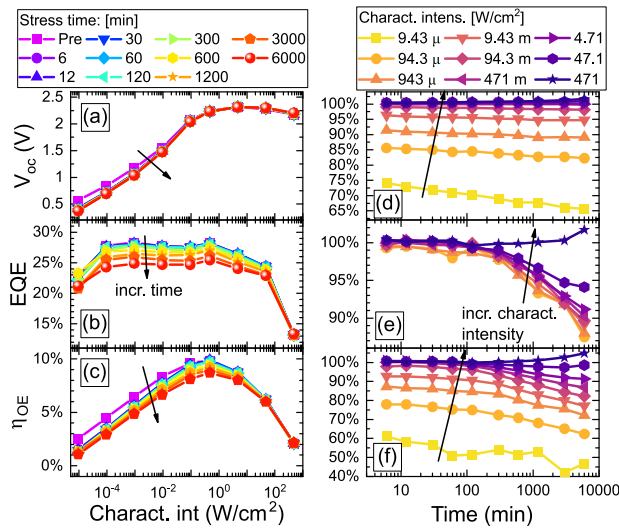 Stress time: [min]
Pre 30 300 3000
6 60 600 6000
12 120 1200
Charact. intens. [W/cm²]
9.43 μ 9.43 m 4.71
94.3 μ 94.3 m 47.1
943 μ 471 m 471
2.5
2.0
1.5
1.0
0.5
V_oc (V)
(a)
30%
25%
20%
15%
EQE
incr. time
(b)
10%
5%
0%
η_OE
(c)
10⁻⁴ 10⁻² 10⁰ 10²
Charact. int (W/cm²)
100%
95%
90%
85%
80%
75%
70%
65%
(d)
100%
95%
90%
incr. charact.
intensity
(e)
100%
90%
80%
70%
60%
50%
40%
(f)
10 100 1000 10000
Time (min)